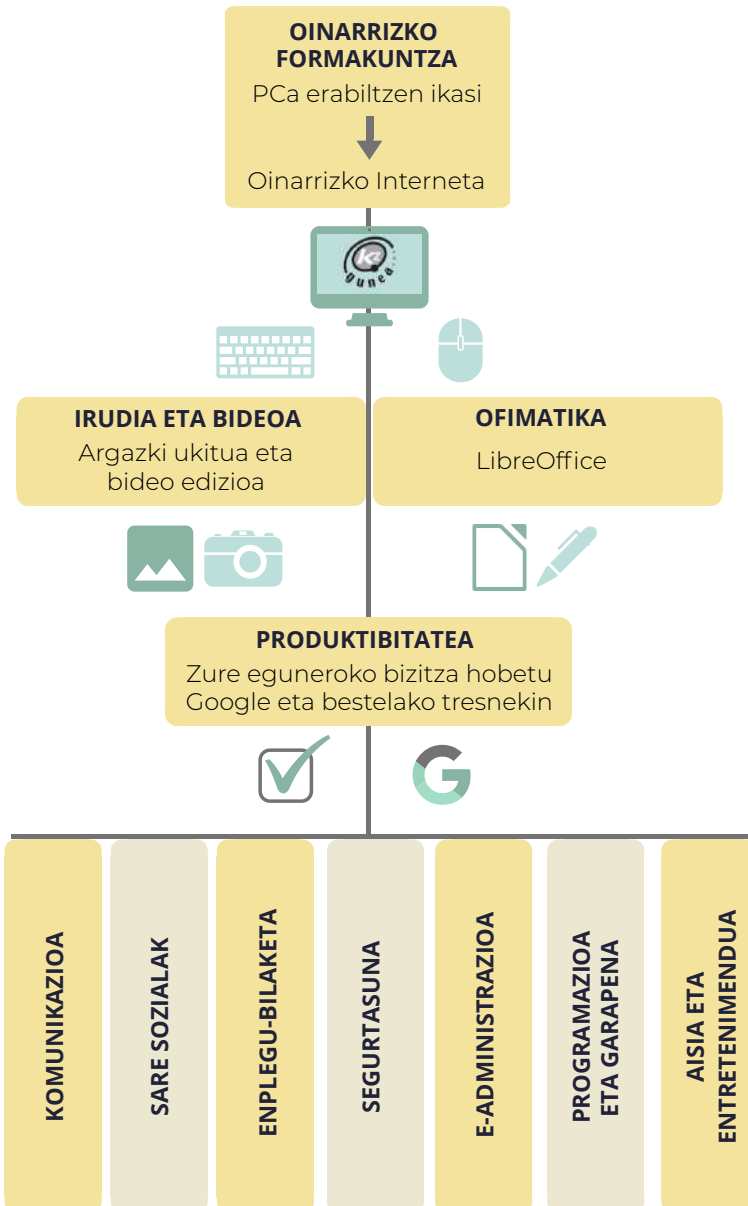 OINARRIZKO
FORMAKUNTZA
PCa erabiltzen ikasi
Oinarrizko Interneta
kz
gunea
IRUDIA ETA BIDEOA
Argazki ukitua eta
bideo edizioa
OFIMATIKA
LibreOffice
PRODUKTIBITATEA
Zure eguneroko bizitza hobetu
Google eta bestelako tresnekin
G
KOMUNIKAZIOA
SARE SOZIALAK
ENPLEGU-BILAKETA
SEGURTASUNA
E-ADMINISTRAZIOA
PROGRAMAZIOA
ETA GARAPENA
AISIA ETA
ENTRETENIMENDUA